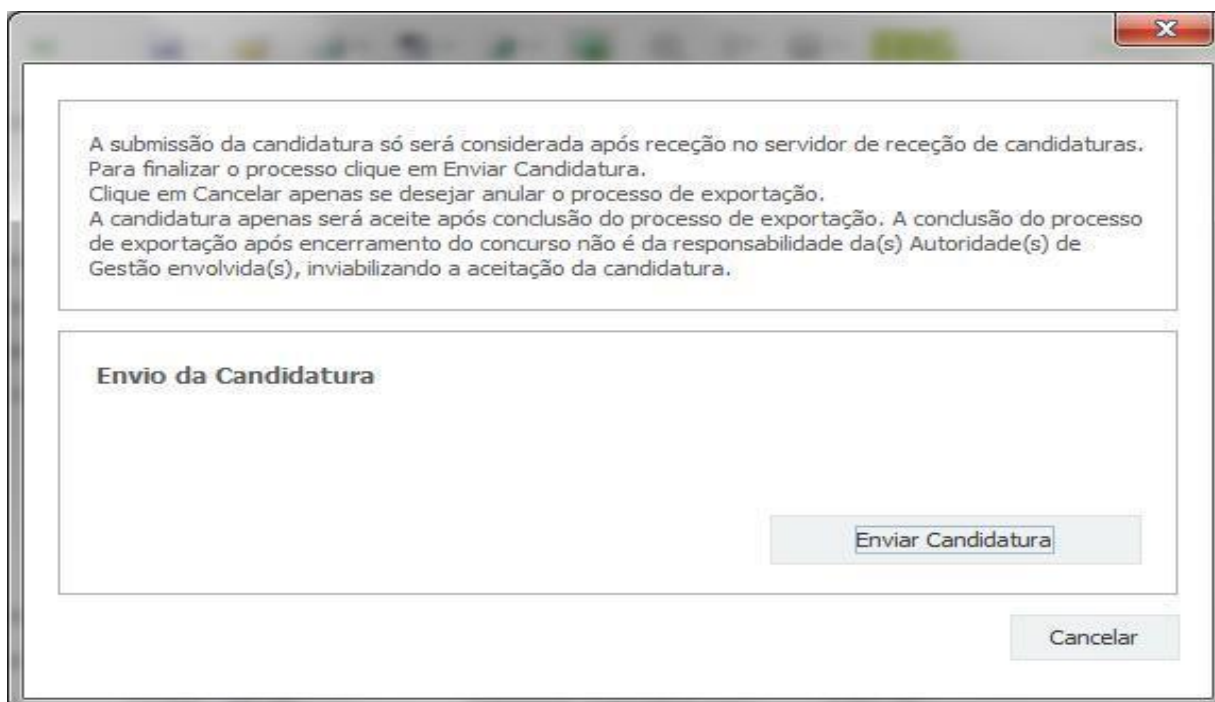 A submissão da candidatura só será considerada após receção no servidor de receção de candidaturas.
Para finalizar o processo clique em Enviar Candidatura.
Clique em Cancelar apenas se desejar anular o processo de exportação.
A candidatura apenas será aceite após conclusão do processo de exportação. A conclusão do processo
de exportação após encerramento do concurso não é da responsabilidade da(s) Autoridade(s) de
Gestão envolvida(s), inviabilizando a aceitação da candidatura.
Envio da Candidatura
Enviar Candidatura
Cancelar